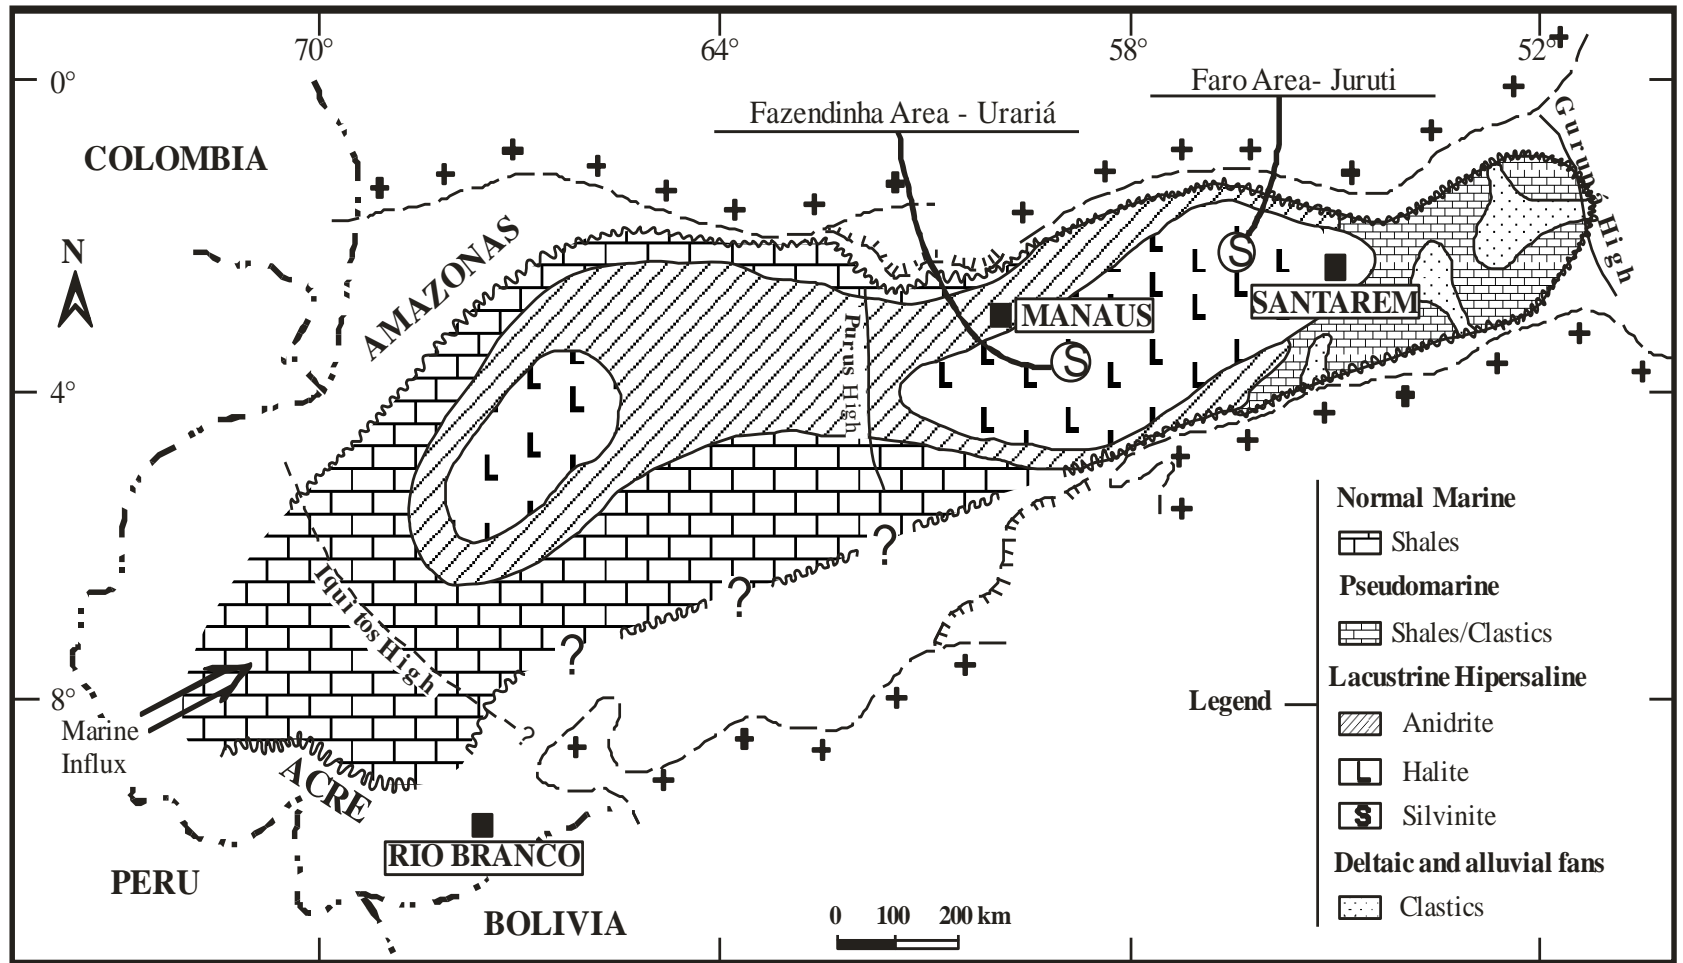 70°
64°
58°
52°
0°
4°
8°
Faro Area- Juruti
Fazendinha Area - Urariá
COLOMBIA
N
AMAZONAS
Purus High
MANAUS
SANTAREM
S
S
Gurupá High
Iquitos High
?
?
?
?
Marine
Influx
ACRE
RIO BRANCO
PERU
BOLIVIA
0 100 200 km
Legend
Normal Marine
Shales
Pseudomarine
Shales/Clastics
Lacustrine Hipersaline
Anidrite
L Halite
S Silvinite
Deltaic and alluvial fans
Clastics